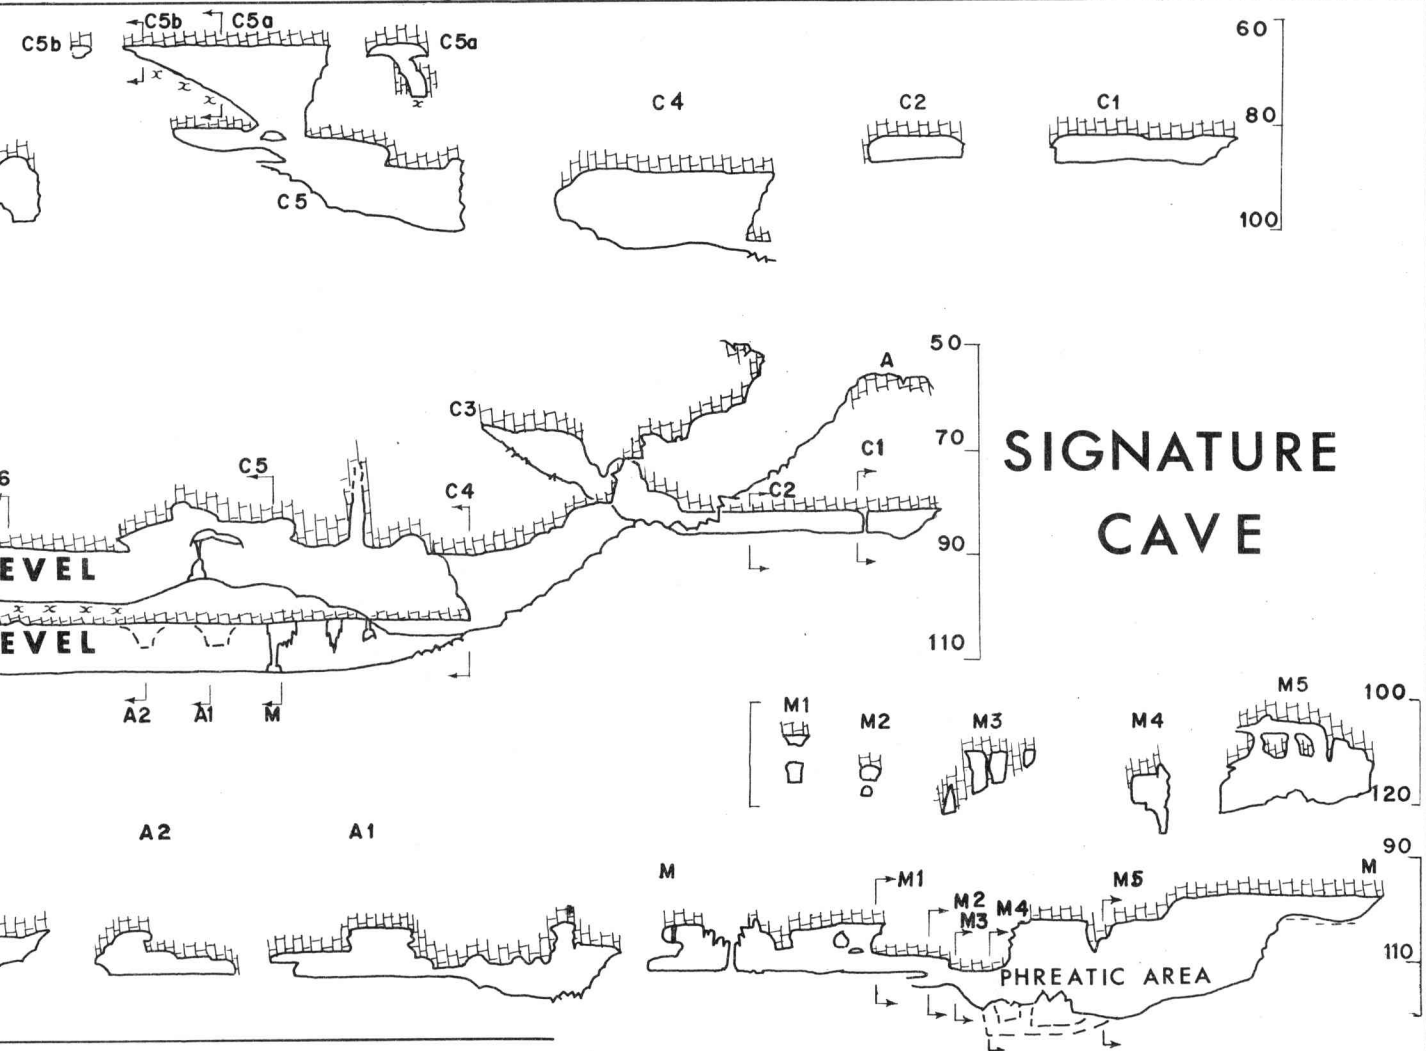 C5b C5b C5a C5a 60
C4 C2 C1 80
C5 100
50
A
C3 70 C1
SIGNATURE
6 C5 C4 C2
CAVE
90
EVEL
EVEL 110
A2 A1 M
M1 M2 M3 M4 M5 100
120
A2 A1 90
M M1 M5 M
M2 M4
M3
PHREATIC AREA 110